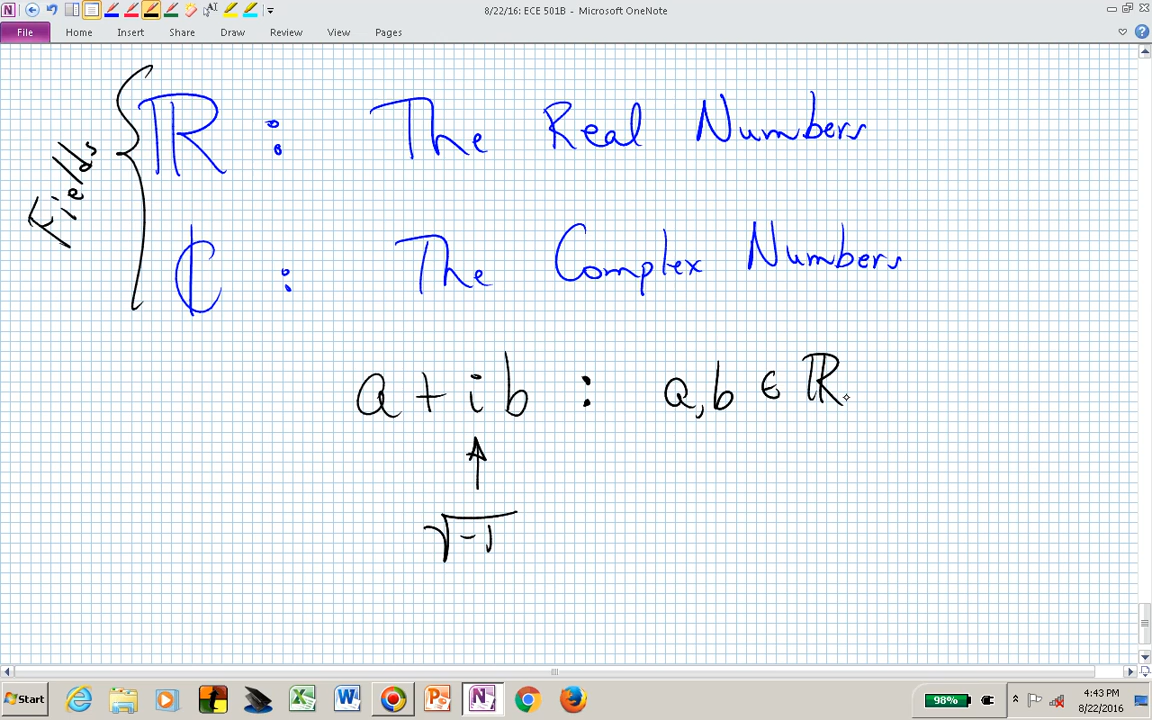 8/22/16: ECE 501B - Microsoft OneNote
File Home Insert Share Draw Review View Pages
Fields
ℝ : The Real Numbers
ℂ : The Complex Numbers
a + i b : a, b ∈ ℝ
√-1
98%
Start
4:43 PM
8/22/2016